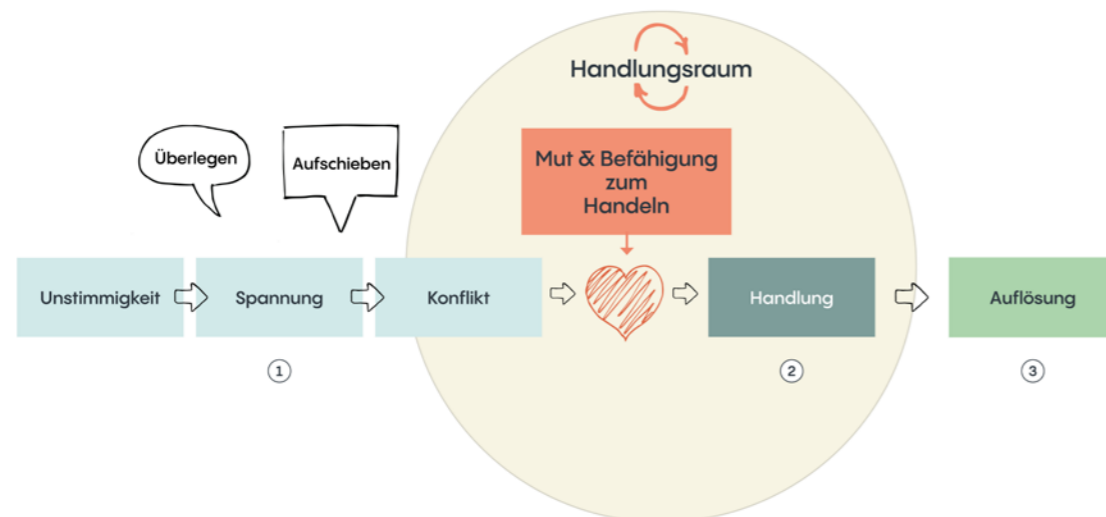 Handlungsraum
Überlegen
Aufschieben
Mut & Befähigung
zum
Handeln
Unstimmigkeit
Spannung
Konflikt
Handlung
Auflösung
1
2
3